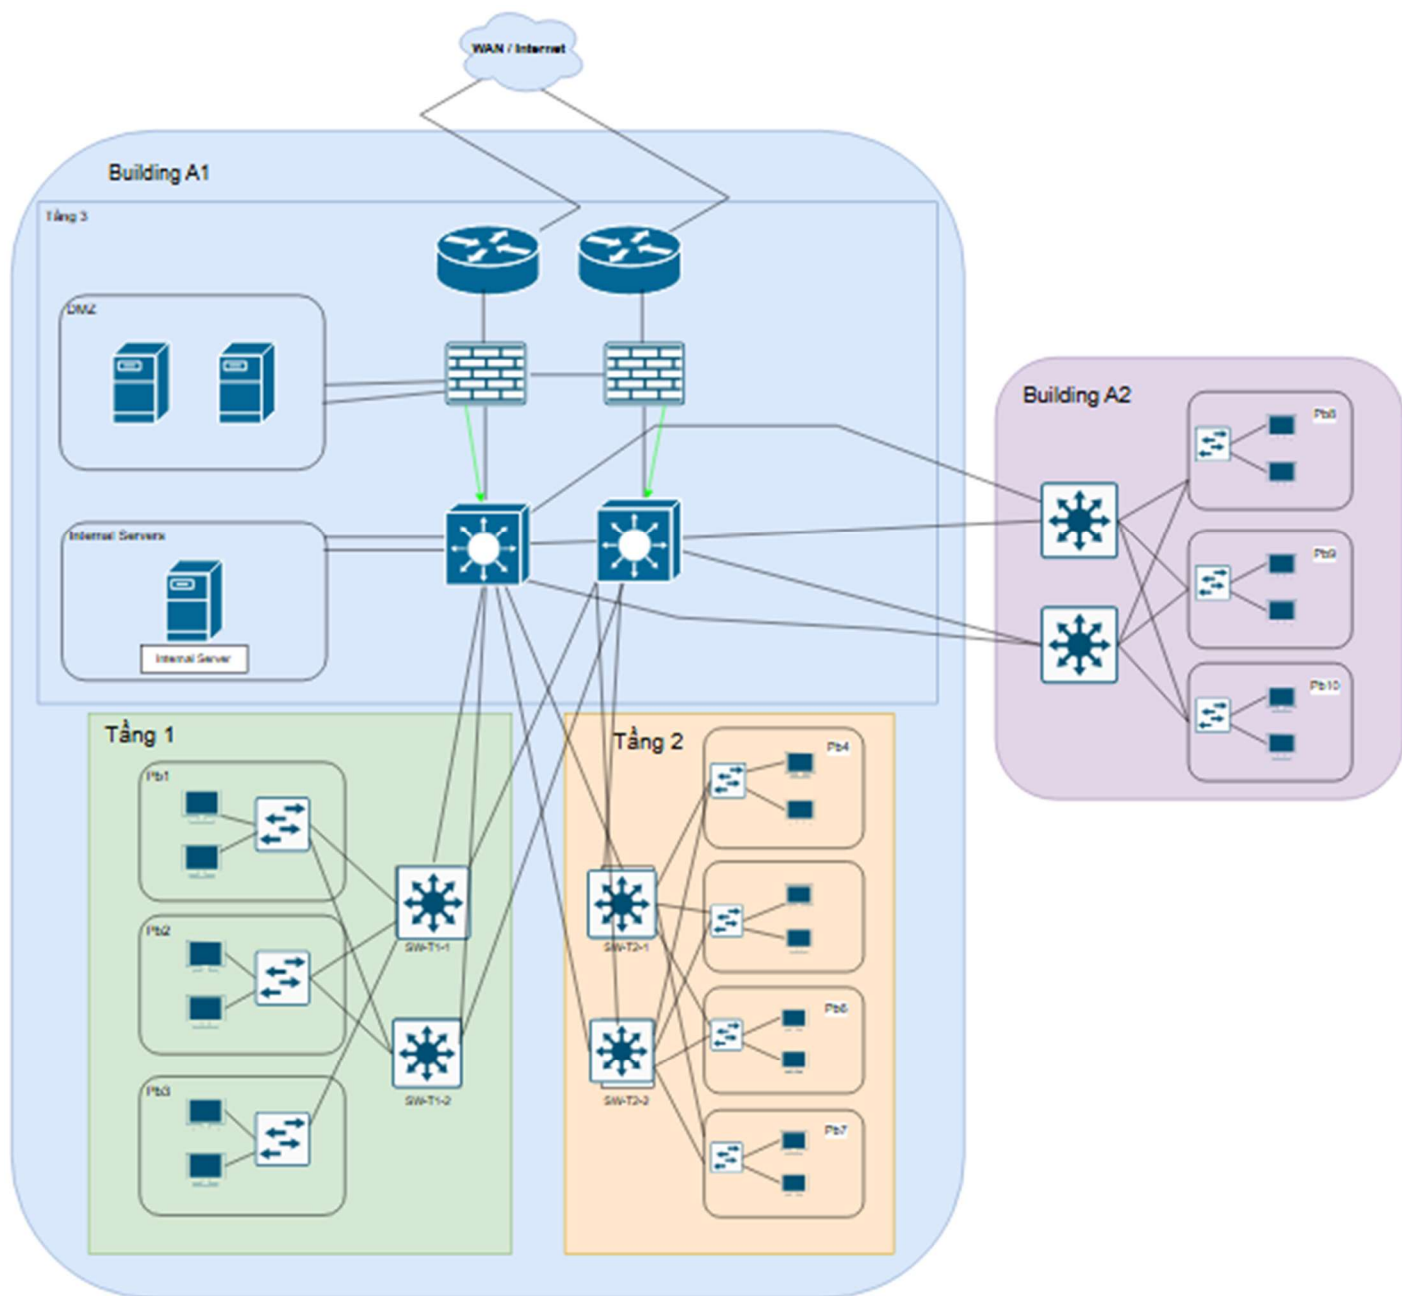 WAN / Internet
Building A1
Tầng 3
DMZ
Internal Servers
Internal Server
Building A2
Pb8
Pb9
Pb10
Tầng 1
Pb1
Pb2
Pb3
SW-T1-1
SW-T1-2
Tầng 2
Pb4
Pb6
Pb7
SW-T2-1
SW-T2-2